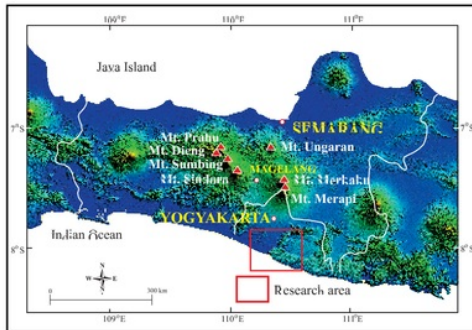 109°E 110°E 111°E
Java Island
7°S 7°S
SEMARANG
Mt. Prahu
Mt. Ungaran
Mt. Dieng
Mt. Sumbing
MAGELANG
Mt. Sindoro
Mt. Merbabu
Mt. Merapi
YOGYAKARTA
Indian Ocean
8°S 8°S
N
W E
S
0 300 km
Research area
109°E 110°E 111°E